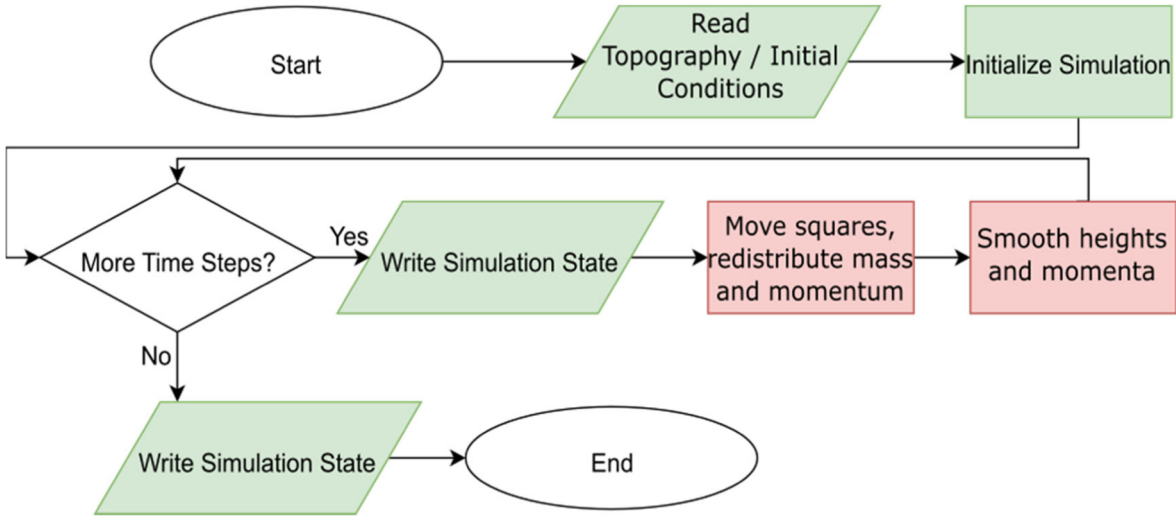 Start
Read
Topography / Initial
Conditions
Initialize Simulation
More Time Steps?
Yes
Write Simulation State
Move squares,
redistribute mass
and momentum
Smooth heights
and momenta
No
Write Simulation State
End